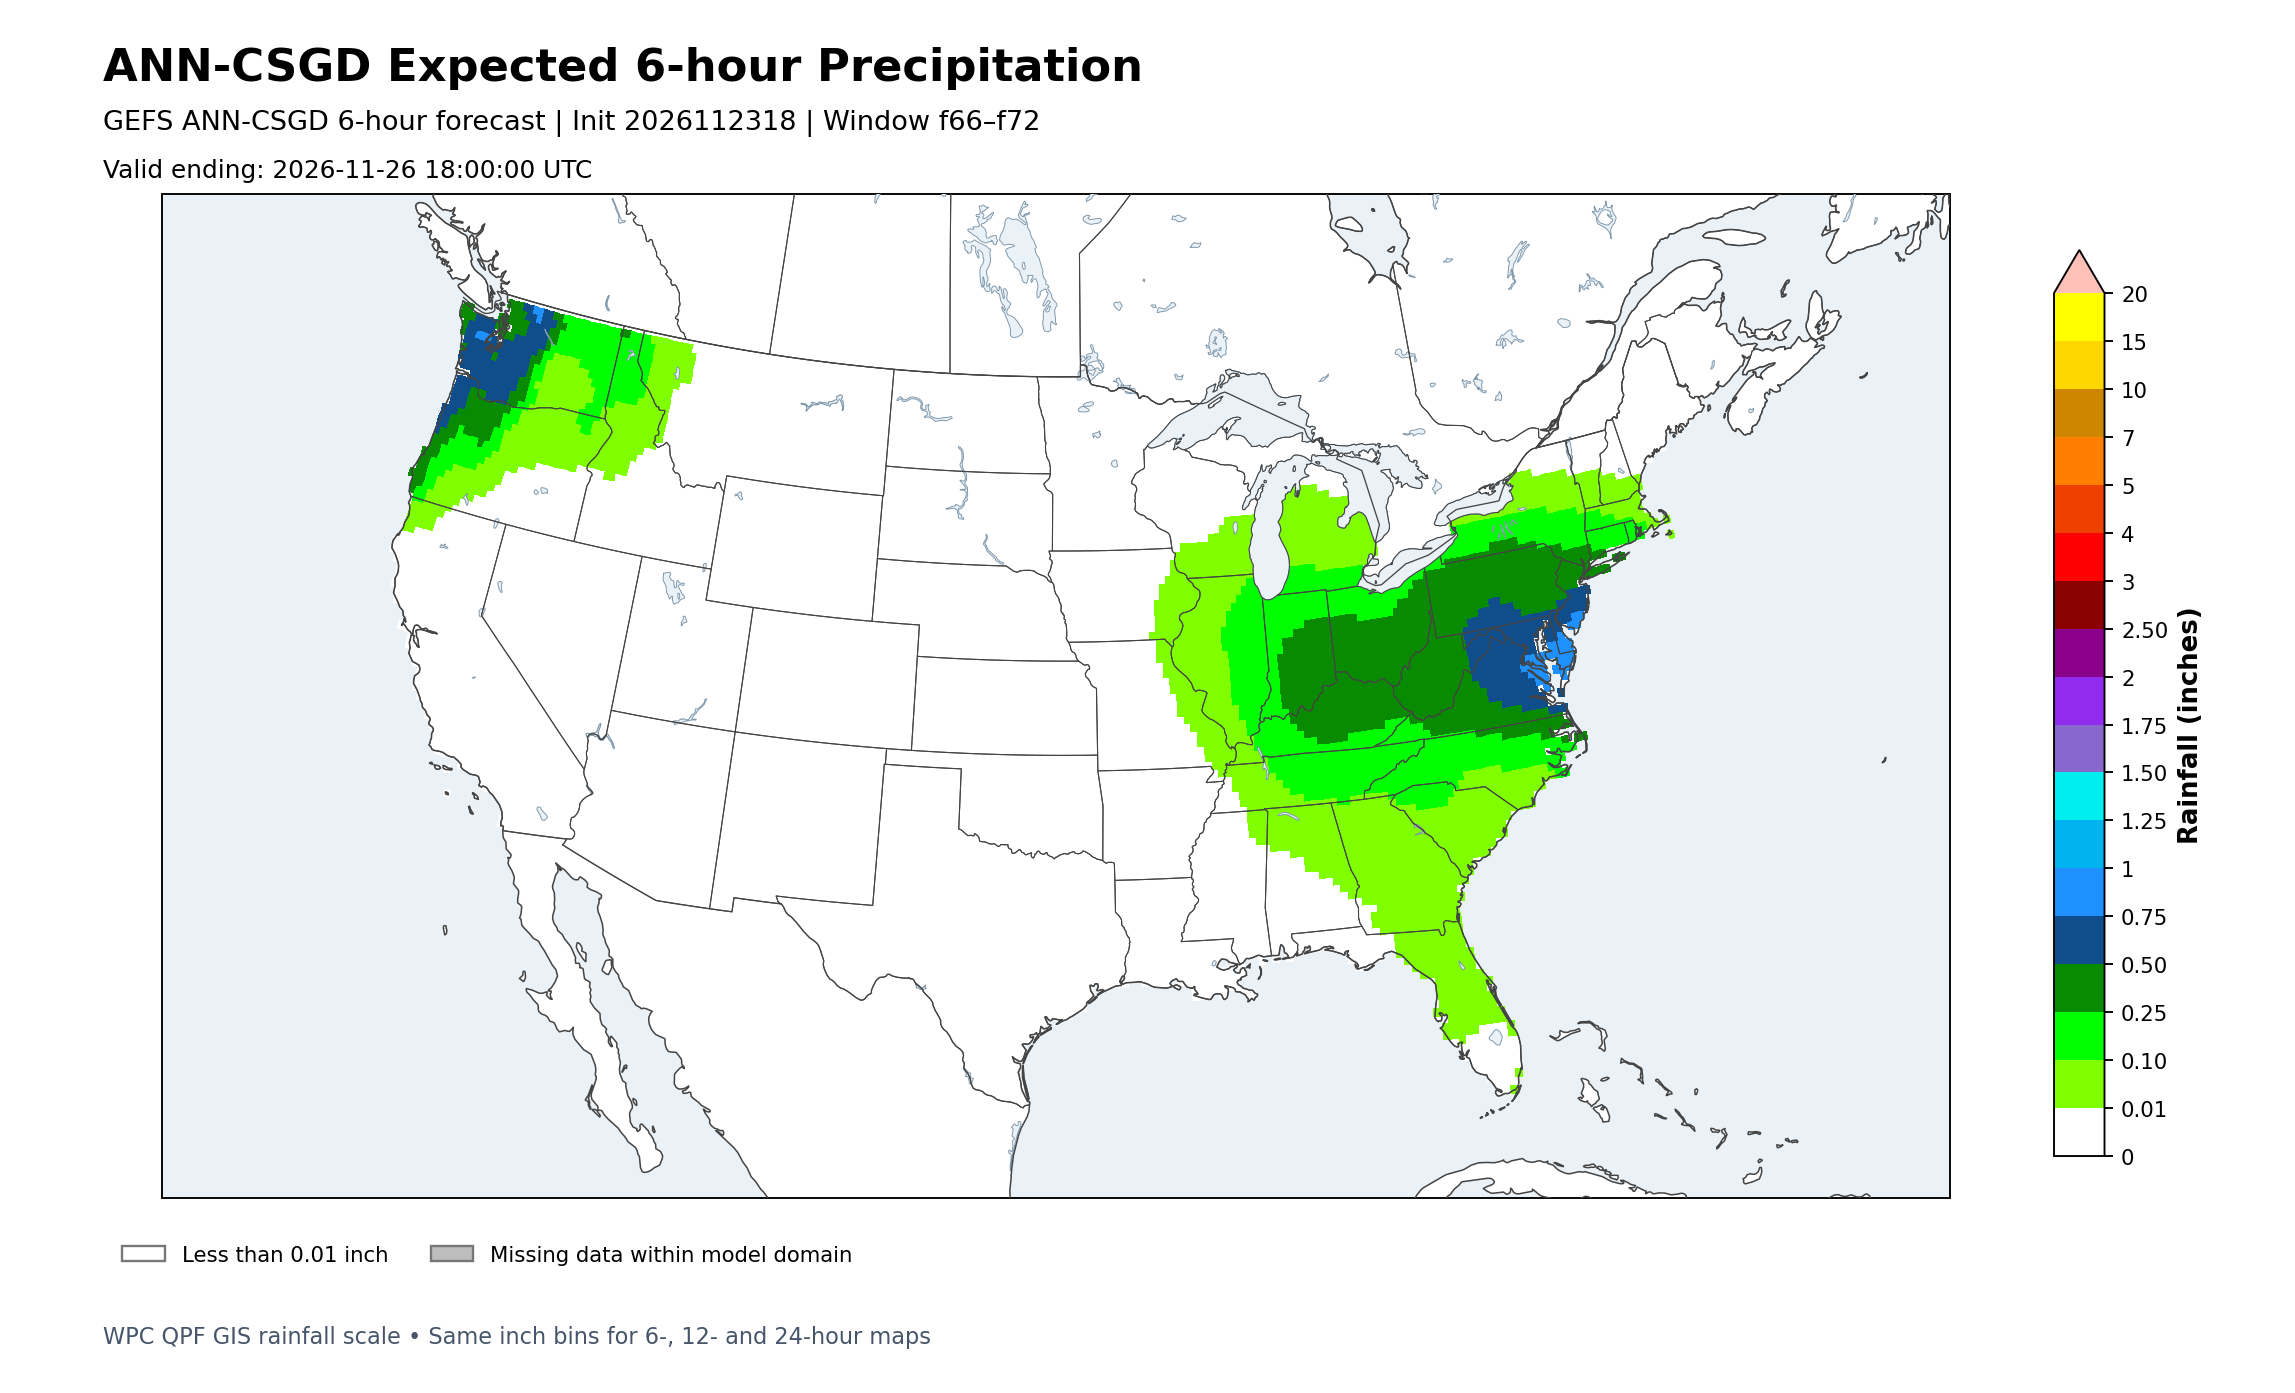 ANN-CSGD Expected 6-hour Precipitation
GEFS ANN-CSGD 6-hour forecast | Init 2026112318 | Window f66–f72
Valid ending: 2026-11-26 18:00:00 UTC
20
15
10
7
5
4
3
2.50
2
1.75
1.50
1.25
1
0.75
0.50
0.25
0.10
0.01
0
Rainfall (inches)
Less than 0.01 inch
Missing data within model domain
WPC QPF GIS rainfall scale • Same inch bins for 6-, 12- and 24-hour maps